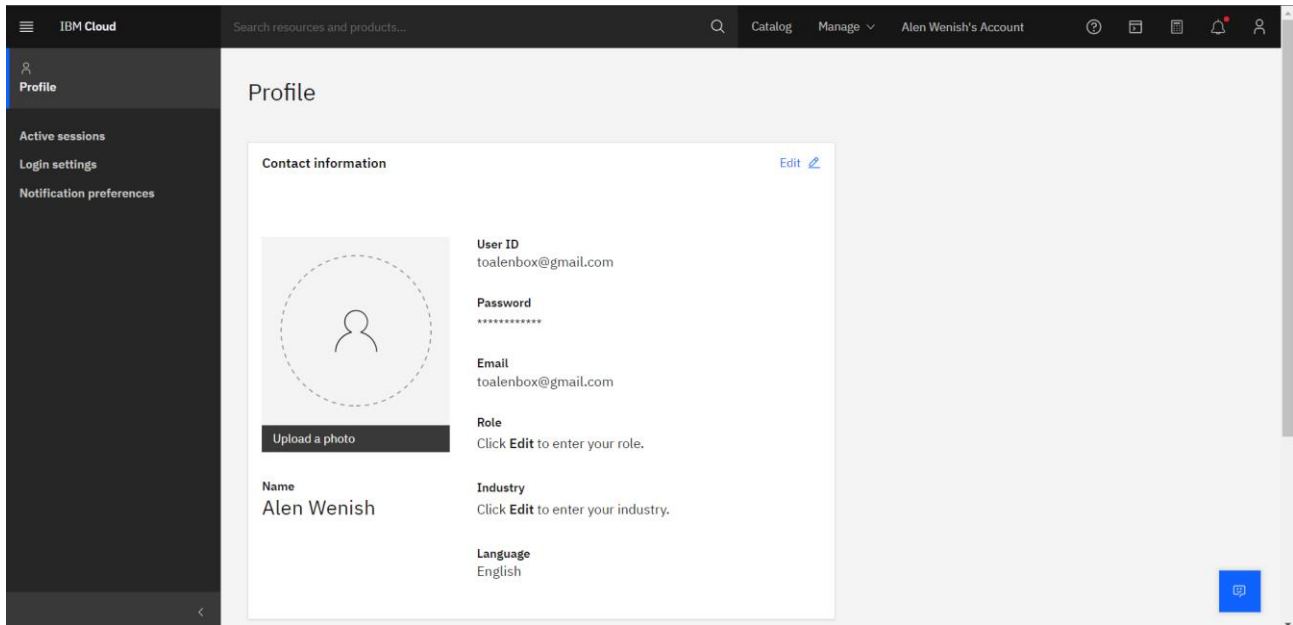 IBM Cloud
Search resources and products...
Catalog
Manage
Alen Wenish's Account
Profile
Active sessions
Login settings
Notification preferences
Profile
Contact information
Edit
Upload a photo
Name
Alen Wenish
User ID
toalenbox@gmail.com
Password
************
Email
toalenbox@gmail.com
Role
Click Edit to enter your role.
Industry
Click Edit to enter your industry.
Language
English